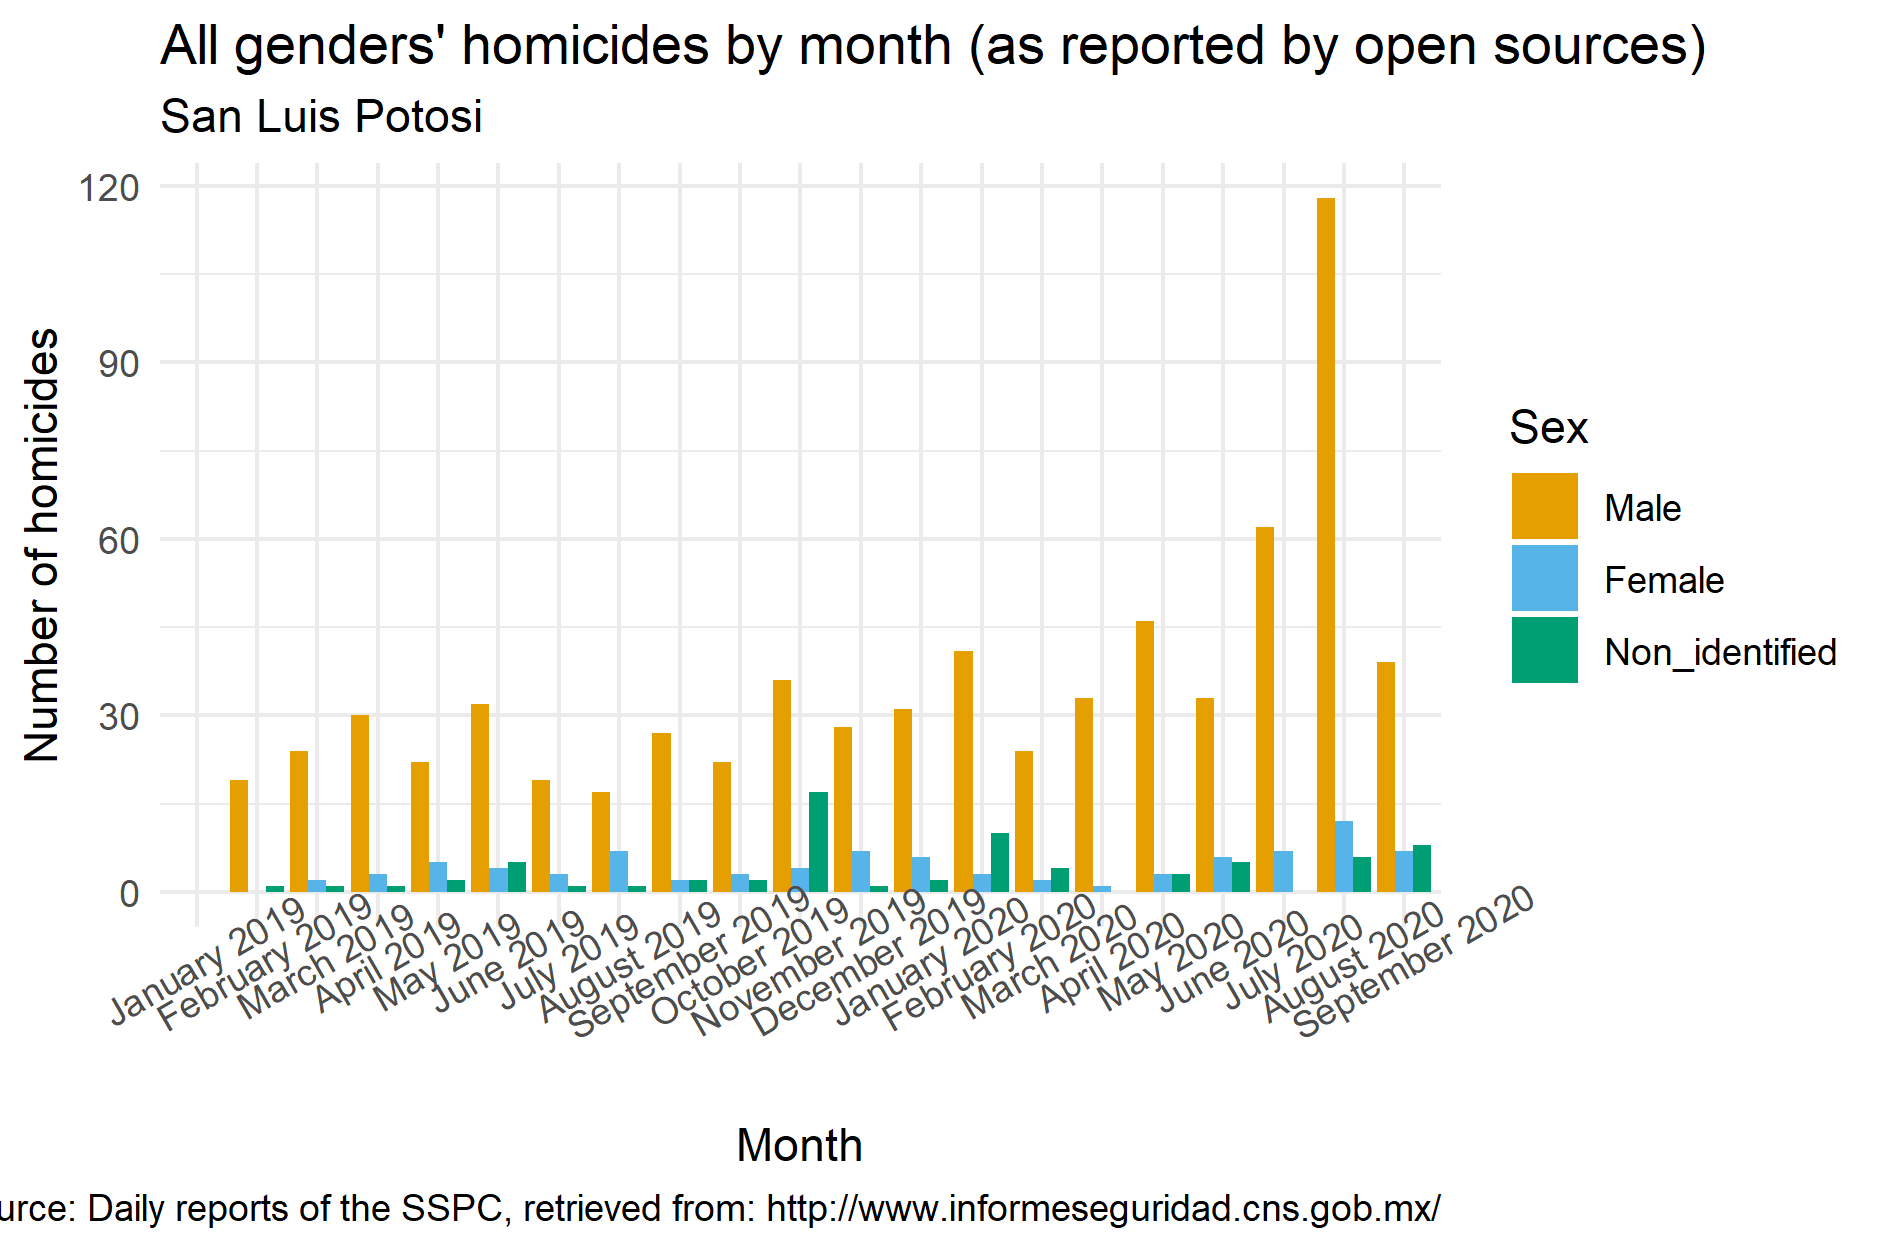 All genders' homicides by month (as reported by open sources)
San Luis Potosi
Number of homicides
120
90
60
30
0
January 2019
February 2019
March 2019
April 2019
May 2019
June 2019
July 2019
August 2019
September 2019
October 2019
November 2019
December 2019
January 2020
February 2020
March 2020
April 2020
May 2020
June 2020
July 2020
August 2020
September 2020
Month
Sex
Male
Female
Non_identified
urce: Daily reports of the SSPC, retrieved from: http://www.informeseguridad.cns.gob.mx/